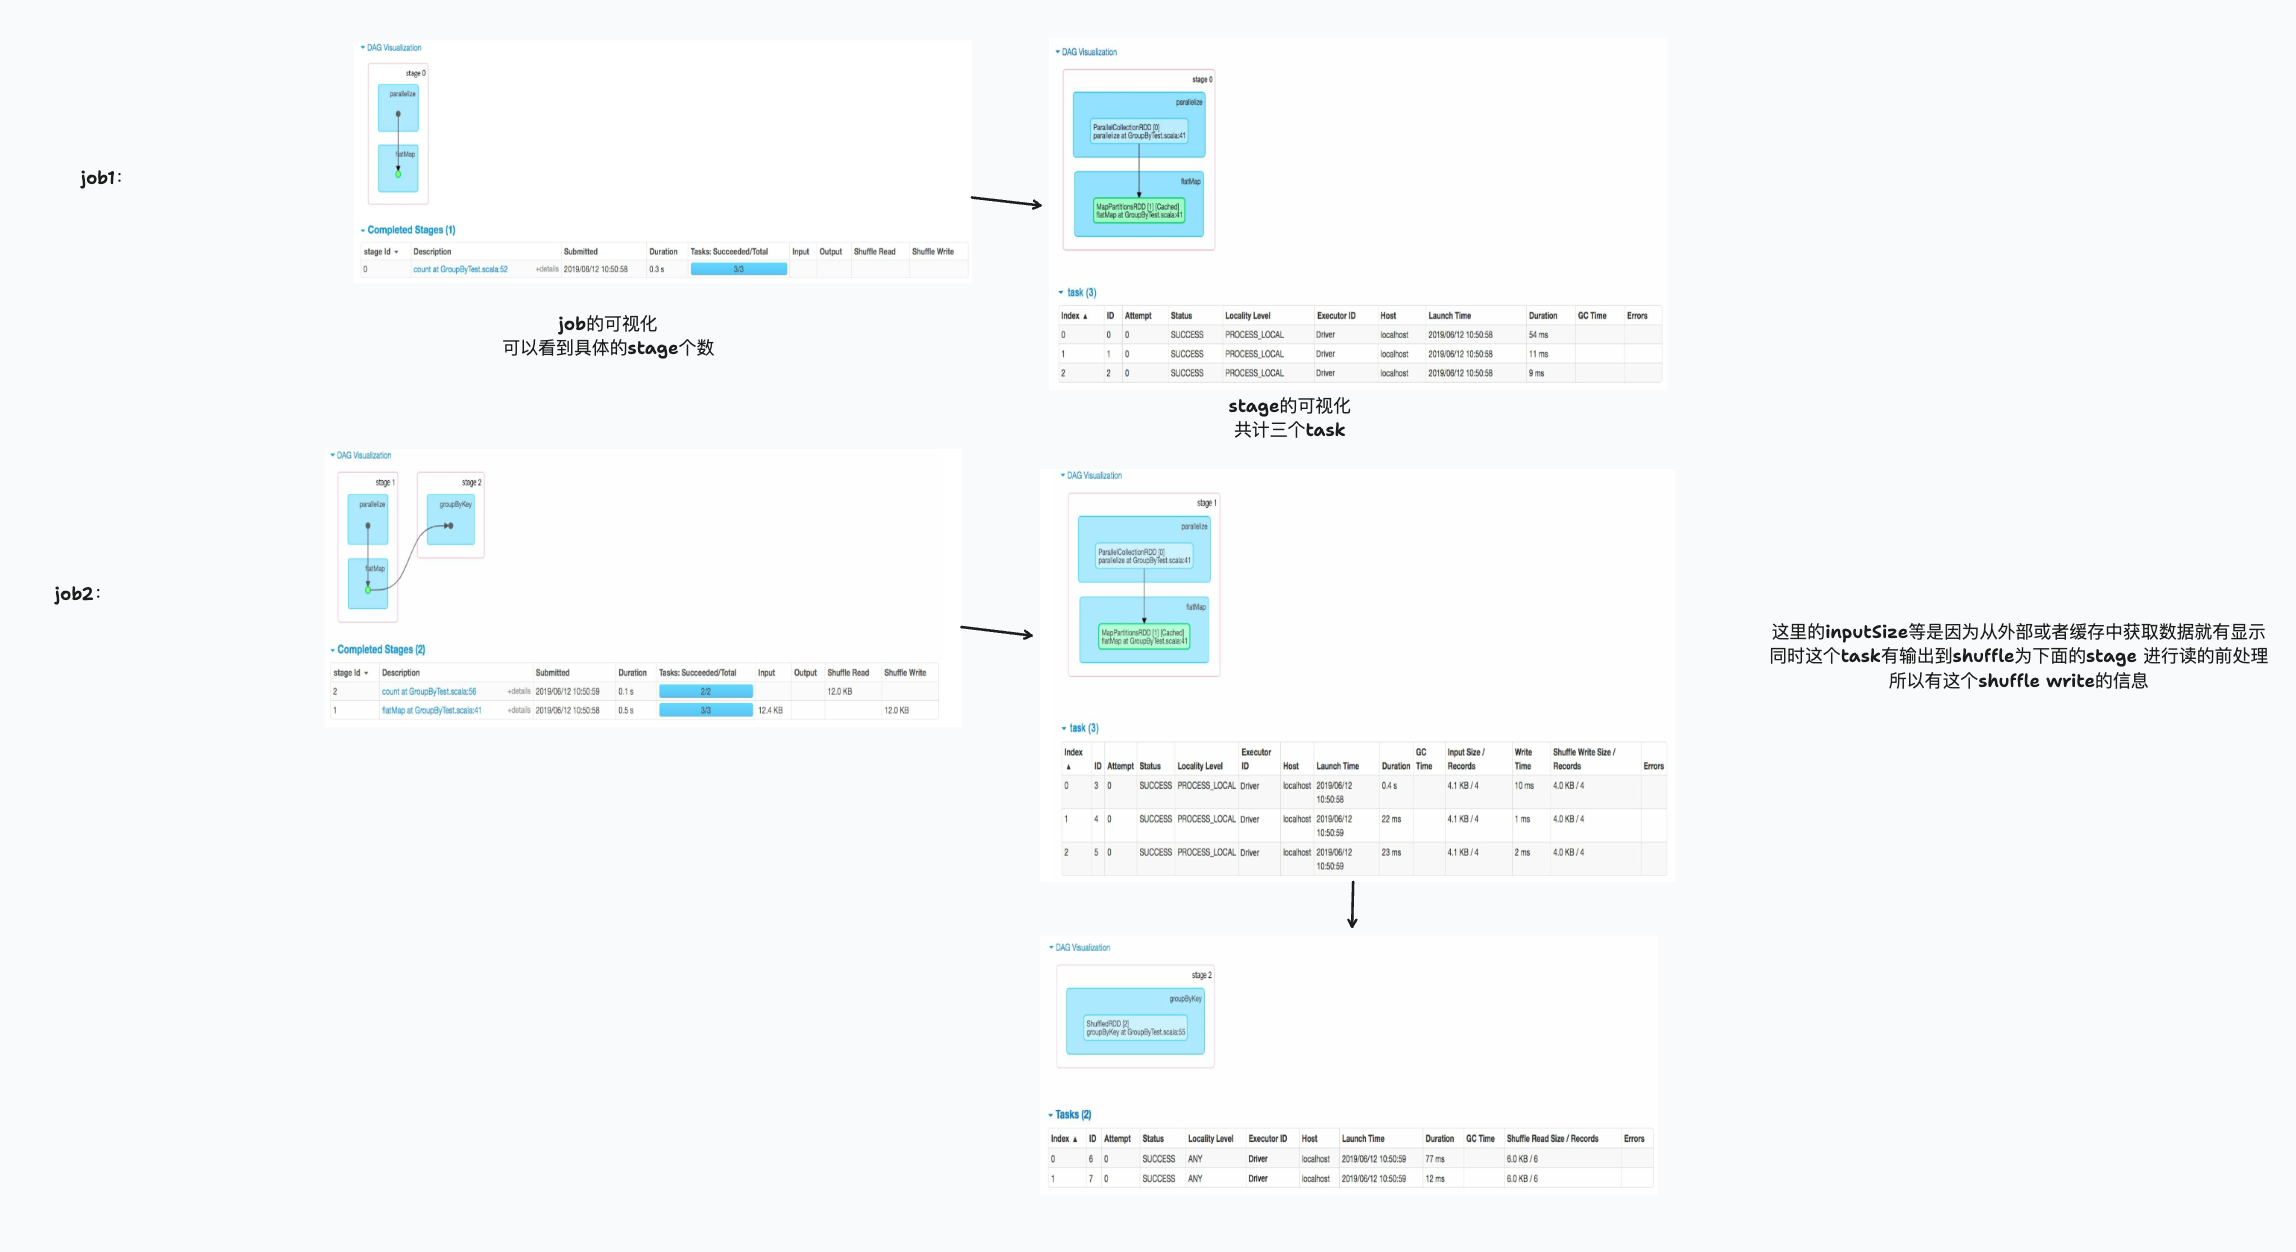 job1:
DAG Visualization
stage 0
parallelize
flatMap
Completed Stages (1)
stage Id Description Submitted Duration Tasks: Succeeded/Total Input Output Shuffle Read Shuffle Write
0 count at GroupByTest.scala:52 +details 2019/06/12 10:50:58 0.3 s 3/3
job的可视化
可以看到具体的stage个数
DAG Visualization
stage 0
parallelize
ParallelCollectionRDD [0]
parallelize at GroupByTest.scala:41
flatMap
MapPartitionsRDD [1] [Cached]
flatMap at GroupByTest.scala:41
task (3)
Index ID Attempt Status Locality Level Executor ID Host Launch Time Duration GC Time Errors
0 0 0 SUCCESS PROCESS_LOCAL Driver localhost 2019/06/12 10:50:58 54 ms
1 1 0 SUCCESS PROCESS_LOCAL Driver localhost 2019/06/12 10:50:58 11 ms
2 2 0 SUCCESS PROCESS_LOCAL Driver localhost 2019/06/12 10:50:58 9 ms
stage的可视化
共计三个task
job2:
DAG Visualization
stage 1
stage 2
parallelize
groupByKey
flatMap
Completed Stages (2)
stage Id Description Submitted Duration Tasks: Succeeded/Total Input Output Shuffle Read Shuffle Write
2 count at GroupByTest.scala:56 +details 2019/06/12 10:50:59 0.1 s 2/2 12.0 KB
1 flatMap at GroupByTest.scala:41 +details 2019/06/12 10:50:58 0.5 s 3/3 12.4 KB 12.0 KB
DAG Visualization
stage 1
parallelize
ParallelCollectionRDD [0]
parallelize at GroupByTest.scala:41
flatMap
MapPartitionsRDD [1] [Cached]
flatMap at GroupByTest.scala:41
task (3)
Index ID Attempt Status Locality Level Executor ID Host Launch Time Duration GC Time Input Size / Records Write Time Shuffle Write Size / Records Errors
0 3 0 SUCCESS PROCESS_LOCAL Driver localhost 2019/06/12 10:50:58 0.4 s 4.1 KB / 4 10 ms 4.0 KB / 4
1 4 0 SUCCESS PROCESS_LOCAL Driver localhost 2019/06/12 10:50:59 22 ms 4.1 KB / 4 1 ms 4.0 KB / 4
2 5 0 SUCCESS PROCESS_LOCAL Driver localhost 2019/06/12 10:50:59 23 ms 4.1 KB / 4 2 ms 4.0 KB / 4
这里的inputSize等是因为从外部或者缓存中获取数据就有显示
同时这个task有输出到shuffle为下面的stage 进行读的前处理
所以有这个shuffle write的信息
DAG Visualization
stage 2
groupByKey
ShuffledRDD [2]
groupByKey at GroupByTest.scala:55
Tasks (2)
Index ID Attempt Status Locality Level Executor ID Host Launch Time Duration GC Time Shuffle Read Size / Records Errors
0 6 0 SUCCESS ANY Driver localhost 2019/06/12 10:50:59 77 ms 6.0 KB / 6
1 7 0 SUCCESS ANY Driver localhost 2019/06/12 10:50:59 12 ms 6.0 KB / 6